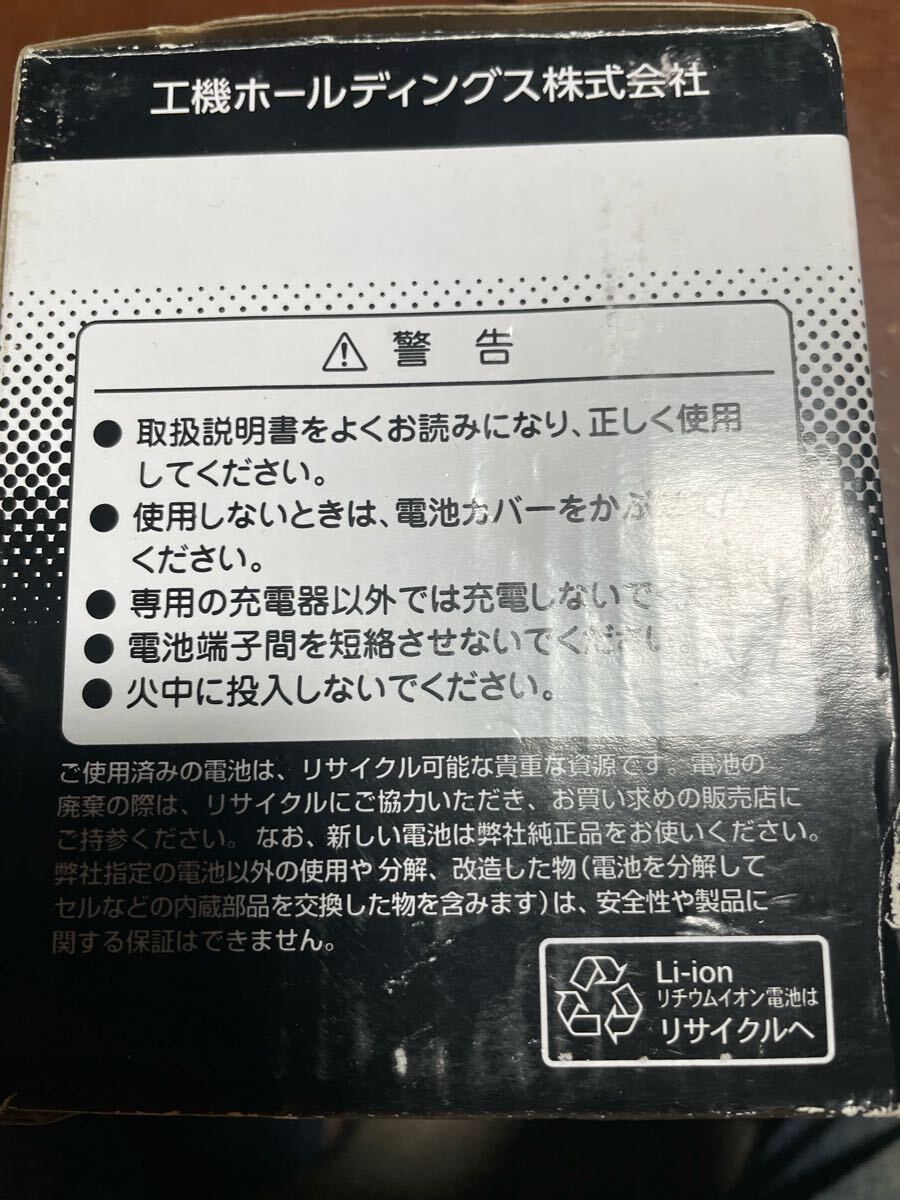 工機ホールディングス株式会社
⚠ 警告
● 取扱説明書をよくお読みになり、正しく使用
してください。
● 使用しないときは、電池カバーをかぶ
ください。
● 専用の充電器以外では充電しないで
● 電池端子間を短絡させないでください。
● 火中に投入しないでください。
ご使用済みの電池は、リサイクル可能な貴重な資源です。電池の
廃棄の際は、リサイクルにご協力いただき、お買い求めの販売店に
ご持参ください。なお、新しい電池は弊社純正品をお使いください。
弊社指定の電池以外の使用や分解、改造した物(電池を分解して
セルなどの内蔵部品を交換した物を含みます)は、安全性や製品に
関する保証はできません。
Li-ion
リチウムイオン電池は
リサイクルへ